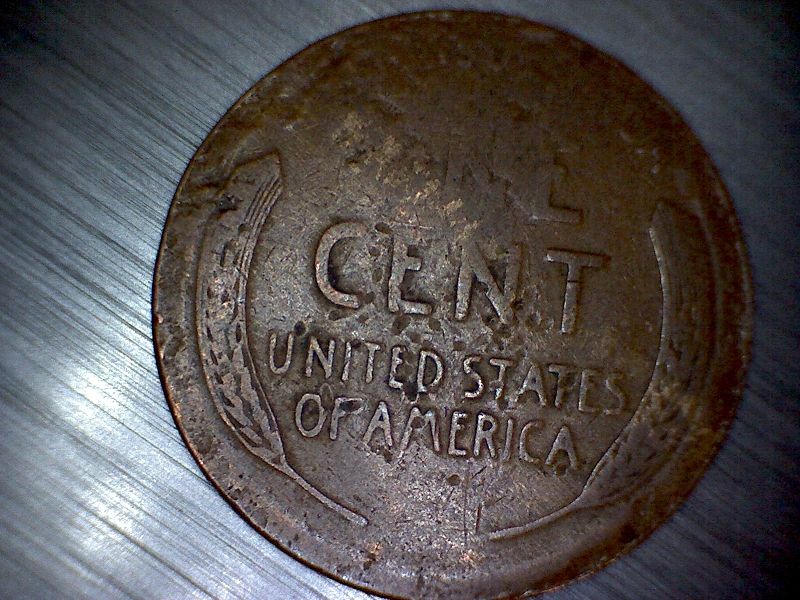 CENT
UNITED STATES
OF AMERICA